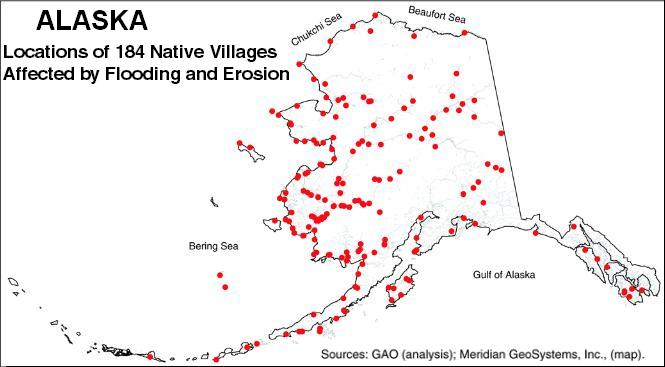 ALASKA
Locations of 184 Native Villages
Affected by Flooding and Erosion
Chukchi Sea
Beaufort Sea
Bering Sea
Gulf of Alaska
Sources: GAO (analysis); Meridian GeoSystems, Inc., (map).